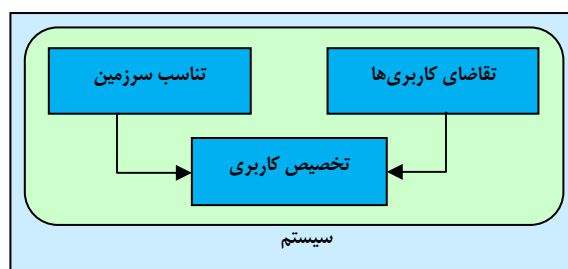 تقاضای کاربری‌ها
تناسب سرزمین
تخصیص کاربری
سیستم